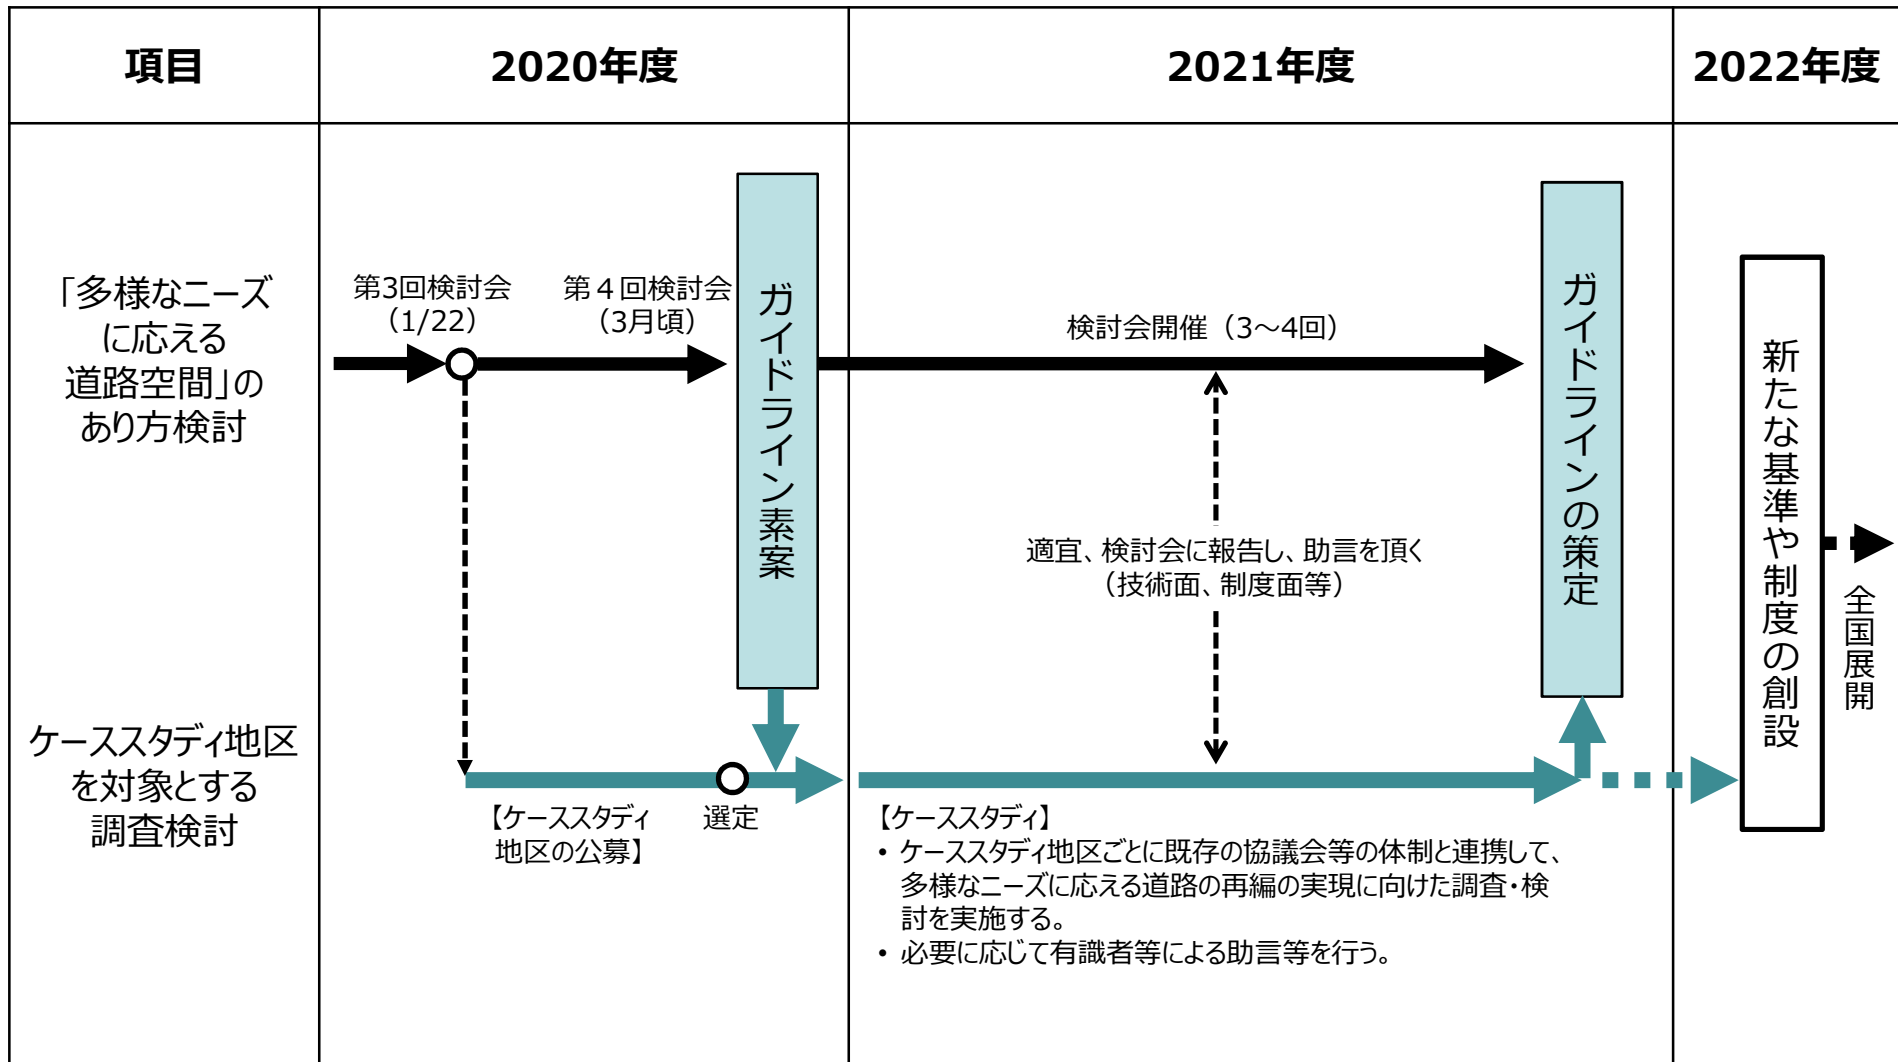 項目
2020年度
2021年度
2022年度
「多様なニーズ
に応える
道路空間」の
あり方検討
第3回検討会
（1/22）
第４回検討会
（3月頃）
ガイドライン素案
検討会開催（3～4回）
適宜、検討会に報告し、助言を頂く
（技術面、制度面等）
ガイドラインの策定
新たな基準や制度の創設
全国展開
ケーススタディ地区
を対象とする
調査検討
【ケーススタディ
地区の公募】
選定
【ケーススタディ】
• ケーススタディ地区ごとに既存の協議会等の体制と連携して、
多様なニーズに応える道路の再編の実現に向けた調査・検
討を実施する。
• 必要に応じて有識者等による助言等を行う。